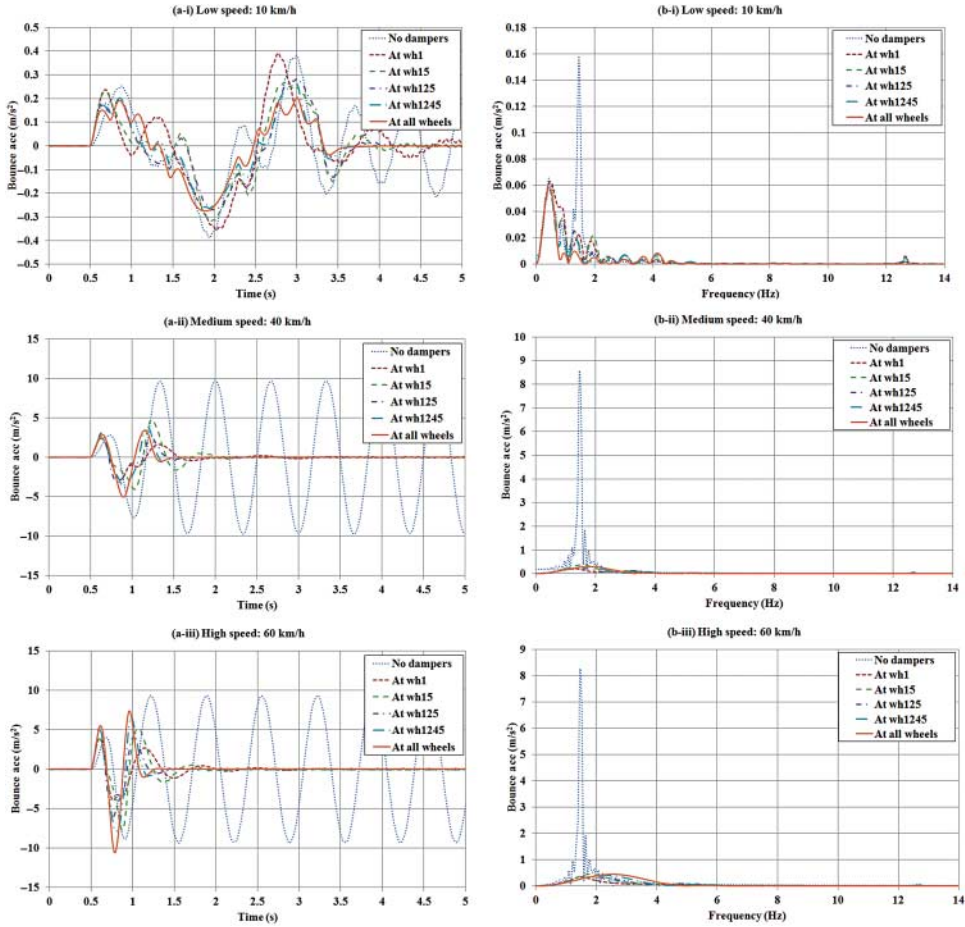 (a-i) Low speed: 10 km/h
0.5
0.4
0.3
0.2
0.1
0
−0.1
−0.2
−0.3
−0.4
−0.5
Bounce acc (m/s²)
No dampers
At wh1
At wh15
At wh125
At wh1245
At all wheels
0 0.5 1 1.5 2 2.5 3 3.5 4 4.5 5
Time (s)
(b-i) Low speed: 10 km/h
0.18
0.16
0.14
0.12
0.1
0.08
0.06
0.04
0.02
0
Bounce acc (m/s²)
No dampers
At wh1
At wh15
At wh125
At wh1245
At all wheels
0 2 4 6 8 10 12 14
Frequency (Hz)
(a-ii) Medium speed: 40 km/h
15
10
5
0
−5
−10
−15
Bounce acc (m/s²)
No dampers
At wh1
At wh15
At wh125
At wh1245
At all wheels
0 0.5 1 1.5 2 2.5 3 3.5 4 4.5 5
Time (s)
(b-ii) Medium speed: 40 km/h
10
9
8
7
6
5
4
3
2
1
0
Bounce acc (m/s²)
No dampers
At wh1
At wh15
At wh125
At wh1245
At all wheels
0 2 4 6 8 10 12 14
Frequency (Hz)
(a-iii) High speed: 60 km/h
15
10
5
0
−5
−10
−15
Bounce acc (m/s²)
No dampers
At wh1
At wh15
At wh125
At wh1245
At all wheels
0 0.5 1 1.5 2 2.5 3 3.5 4 4.5 5
Time (s)
(b-iii) High speed: 60 km/h
9
8
7
6
5
4
3
2
1
0
Bounce acc (m/s²)
No dampers
At wh1
At wh15
At wh125
At wh1245
At all wheels
0 2 4 6 8 10 12 14
Frequency (Hz)